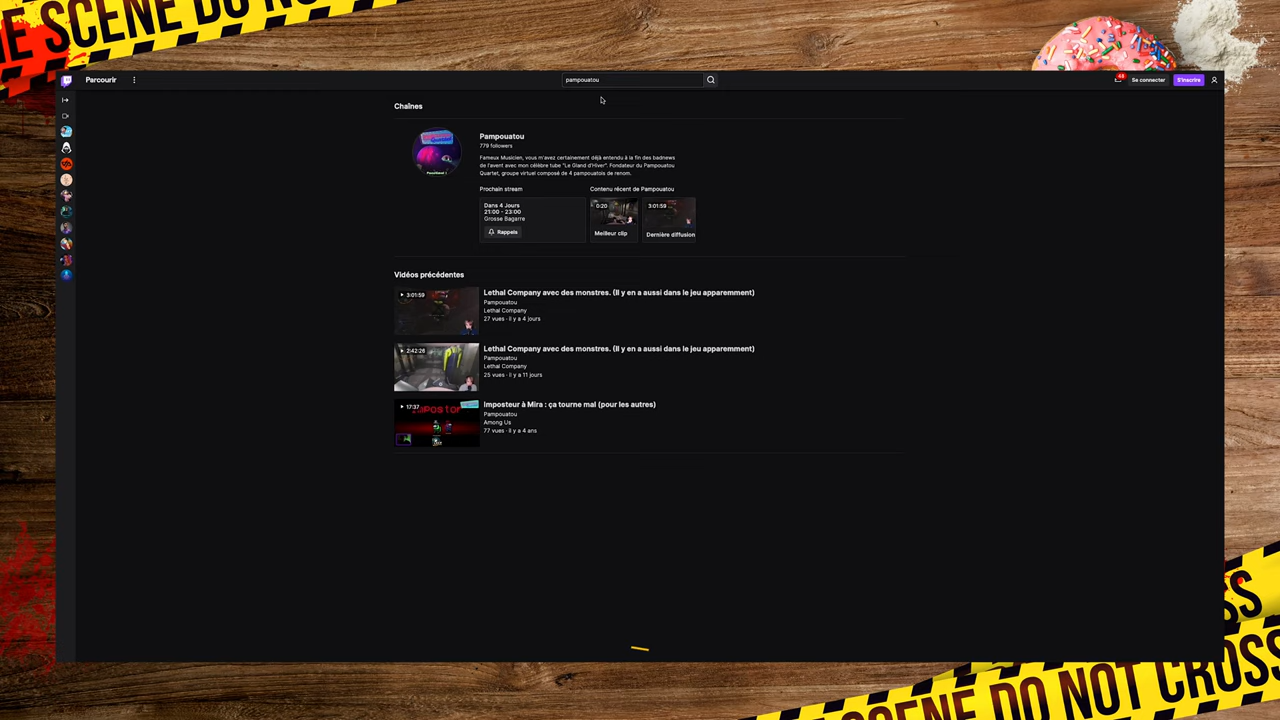 E SCENE DO NO
Parcourir
pampouatou
48
Se connecter
S'inscrire
Chaînes
Pampouatou
779 followers
Fameux Musicien, vous m'avez certainement déjà entendu à la fin des badnews
de l'avent avec mon célèbre tube "Le Gland d'Hiver". Fondateur du Pampouatou
Quartet, groupe virtuel composé de 4 pampouatois de renom.
Prochain stream
Contenu récent de Pampouatou
Dans 4 Jours
21:00 - 23:00
Grosse Bagarre
Rappels
0:20
Meilleur clip
3:01:59
Dernière diffusion
Vidéos précédentes
3:01:59
Lethal Company avec des monstres. (Il y en a aussi dans le jeu apparemment)
Pampouatou
Lethal Company
27 vues · il y a 4 jours
2:42:26
Lethal Company avec des monstres. (Il y en a aussi dans le jeu apparemment)
Pampouatou
Lethal Company
25 vues · il y a 11 jours
17:37
Imposteur à Mira : ça tourne mal (pour les autres)
Pampouatou
Among Us
77 vues · il y a 4 ans
SS
SCENE DO NOT CROSS